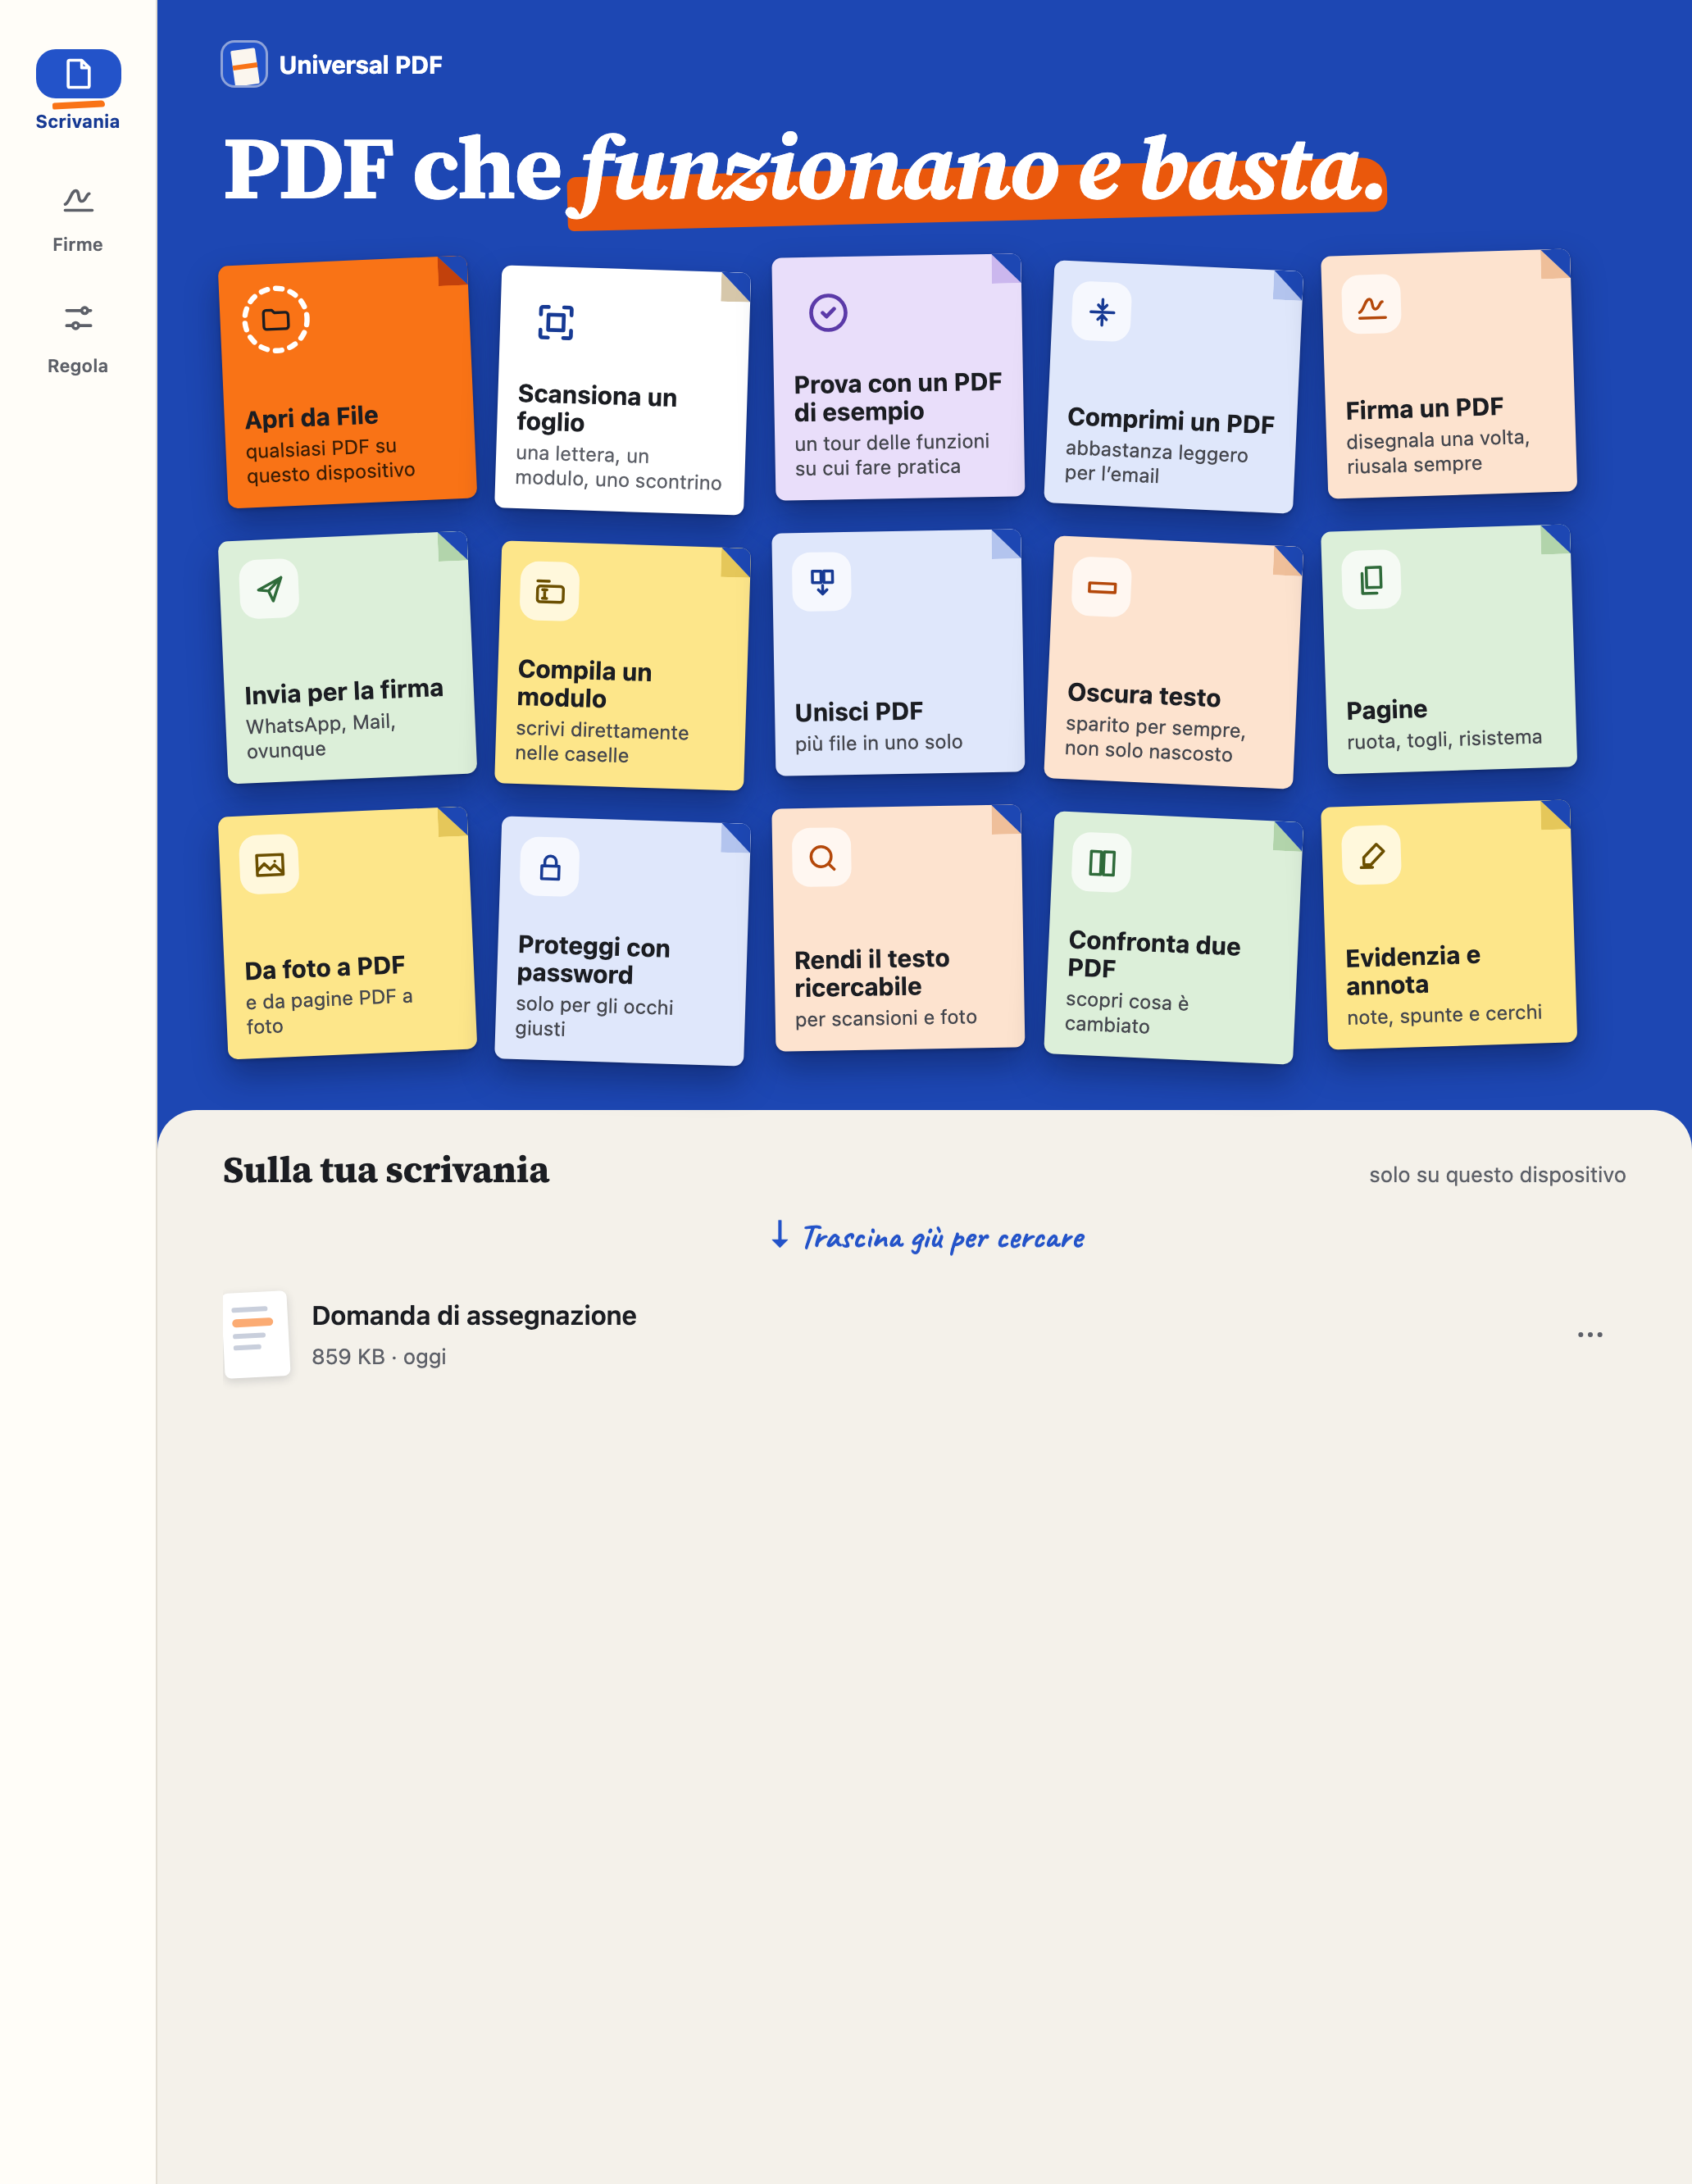 Universal PDF
Scrivania
Firme
Regola
PDF che funzionano e basta.
Apri da File
qualsiasi PDF su
questo dispositivo
Scansiona un
foglio
una lettera, un
modulo, uno scontrino
Prova con un PDF
di esempio
un tour delle funzioni
su cui fare pratica
Comprimi un PDF
abbastanza leggero
per l’email
Firma un PDF
disegnala una volta,
riusala sempre
Invia per la firma
WhatsApp, Mail,
ovunque
Compila un
modulo
scrivi direttamente
nelle caselle
Unisci PDF
più file in uno solo
Oscura testo
sparito per sempre,
non solo nascosto
Pagine
ruota, togli, risistema
Da foto a PDF
e da pagine PDF a
foto
Proteggi con
password
solo per gli occhi
giusti
Rendi il testo
ricercabile
per scansioni e foto
Confronta due
PDF
scopri cosa è
cambiato
Evidenzia e
annota
note, spunte e cerchi
Sulla tua scrivania
solo su questo dispositivo
↓ Trascina giù per cercare
Domanda di assegnazione
859 KB · oggi